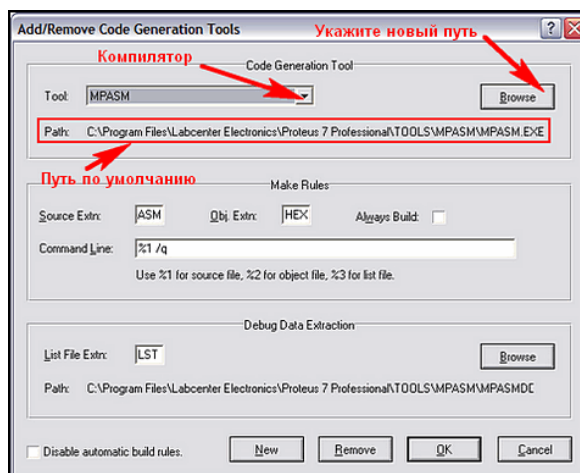 Add/Remove Code Generation Tools
Укажите новый путь
Компилятор
Code Generation Tool
Tool: MPASM
Browse
Path: C:\Program Files\Labcenter Electronics\Proteus 7 Professional\TOOLS\MPASM\MPASM.EXE
Путь по умолчанию
Make Rules
Source Extn: ASM Obj. Extn: HEX Always Build:
Command Line: %1 /q
Use %1 for source file, %2 for object file, %3 for list file.
Debug Data Extraction
List File Extn: LST Browse
Path: C:\Program Files\Labcenter Electronics\Proteus 7 Professional\TOOLS\MPASM\MPASMDD
Disable automatic build rules. New Remove OK Cancel